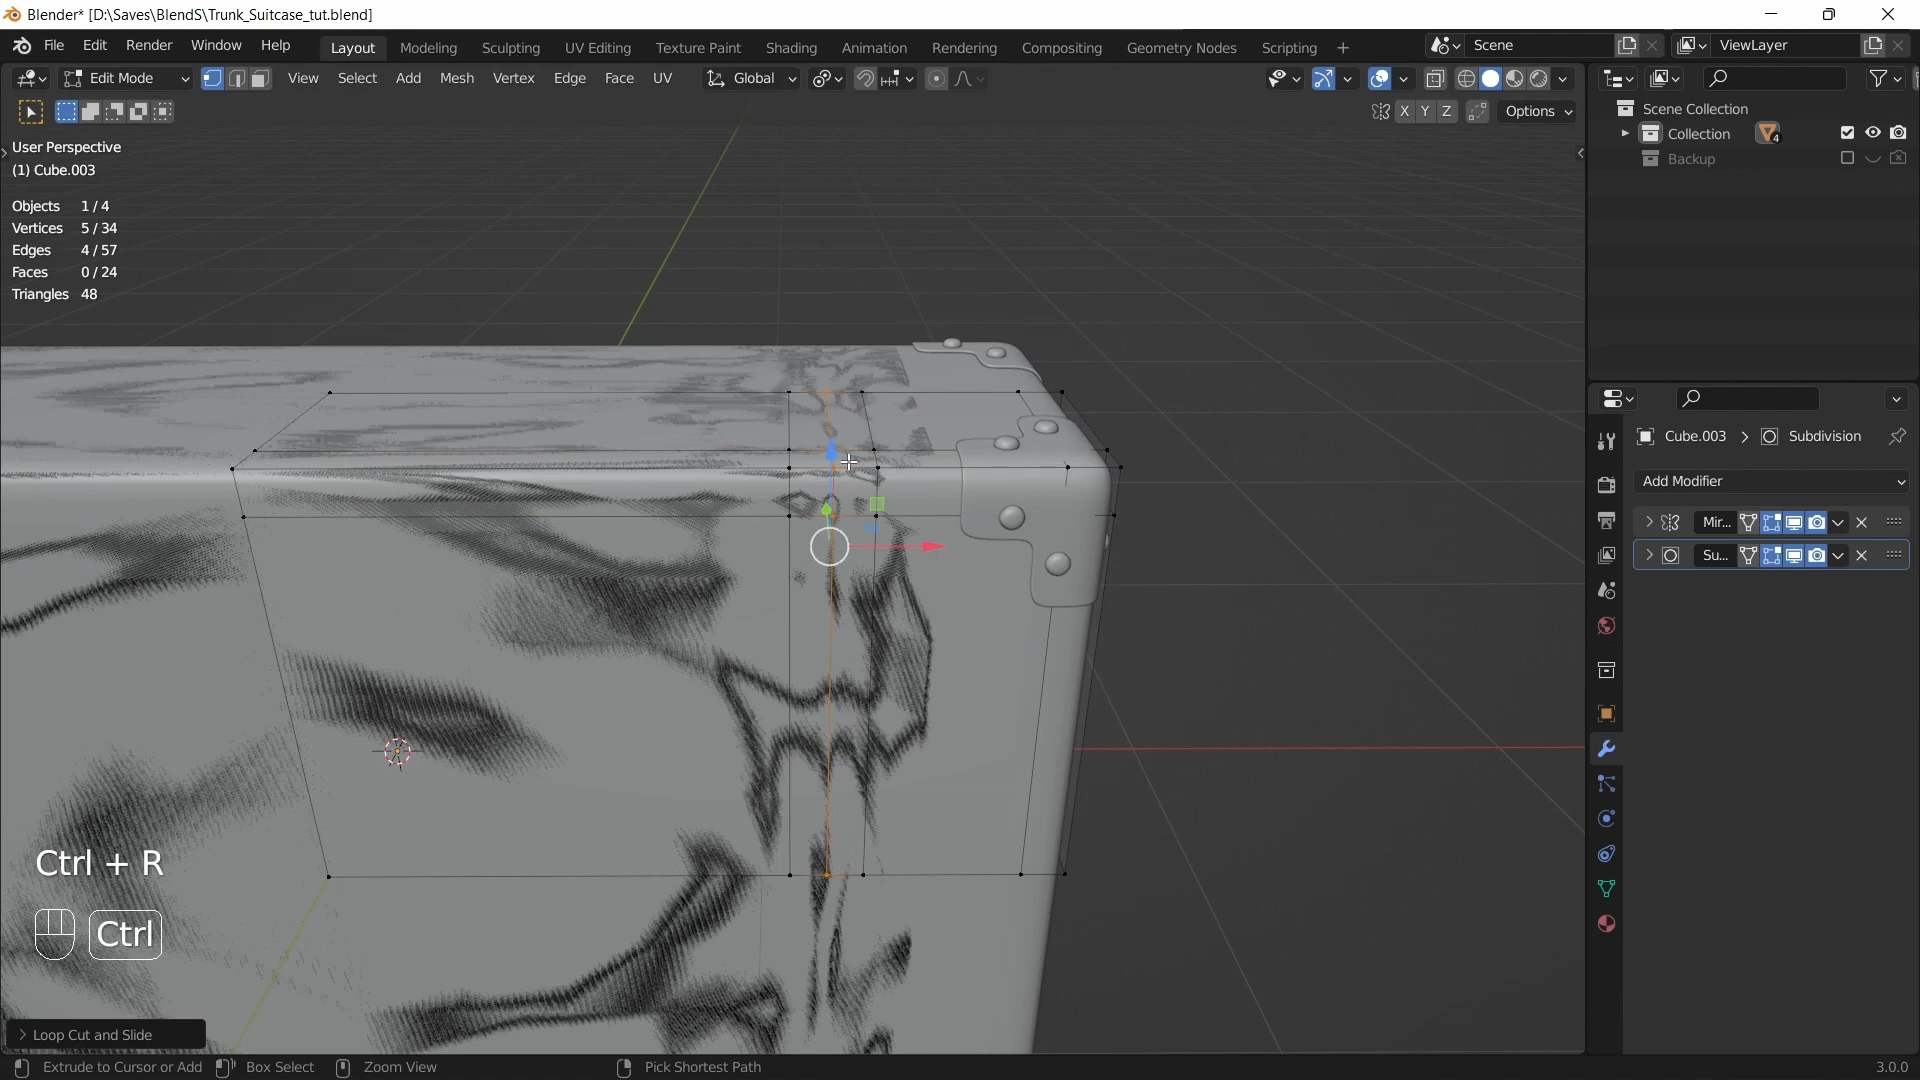 Blender* [D:\Saves\BlendS\Trunk_Suitcase_tut.blend]
File Edit Render Window Help Layout Modeling Sculpting UV Editing Texture Paint Shading Animation Rendering Compositing Geometry Nodes Scripting + Scene ViewLayer
Edit Mode View Select Add Mesh Vertex Edge Face UV Global
X Y Z Options
Scene Collection
Collection 4
Backup
User Perspective
(1) Cube.003
Objects 1 / 4
Vertices 5 / 34
Edges 4 / 57
Faces 0 / 24
Triangles 48
Cube.003 Subdivision
Add Modifier
Mir...
Su...
Ctrl + R
Ctrl
Loop Cut and Slide
Extrude to Cursor or Add Box Select Zoom View Pick Shortest Path 3.0.0